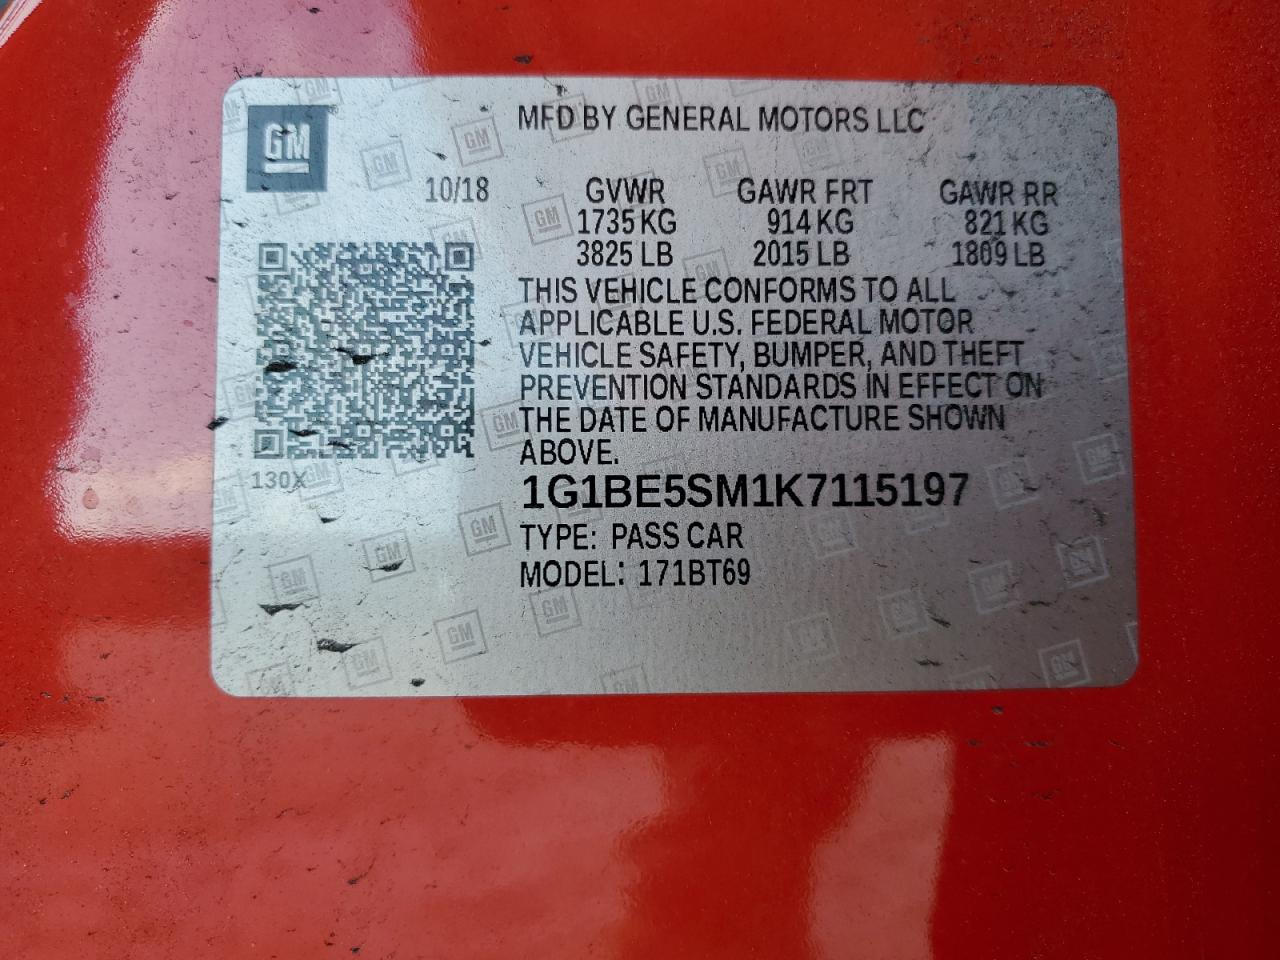 GM
MFD BY GENERAL MOTORS LLC
10/18 GVWR GAWR FRT GAWR RR
1735 KG 914 KG 821 KG
3825 LB 2015 LB 1809 LB
THIS VEHICLE CONFORMS TO ALL
APPLICABLE U.S. FEDERAL MOTOR
VEHICLE SAFETY, BUMPER, AND THEFT
PREVENTION STANDARDS IN EFFECT ON
THE DATE OF MANUFACTURE SHOWN
ABOVE.
130X
1G1BE5SM1K7115197
TYPE: PASS CAR
MODEL: 171BT69